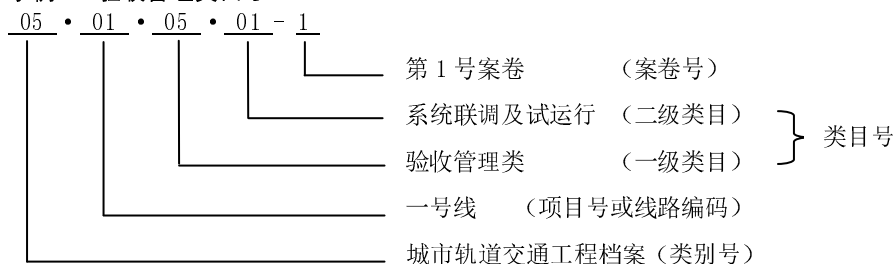 05·01·05·01-1
第1号案卷 （案卷号）
系统联调及试运行 （二级类目）
类目号
验收管理类 （一级类目）
一号线 （项目号或线路编码）
城市轨道交通工程档案（类别号）